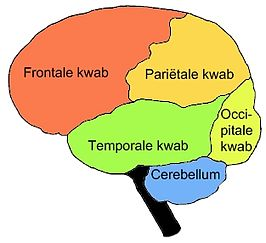 Frontale kwab
Pariëtale kwab
Occi-
pitale
kwab
Temporale kwab
Cerebellum